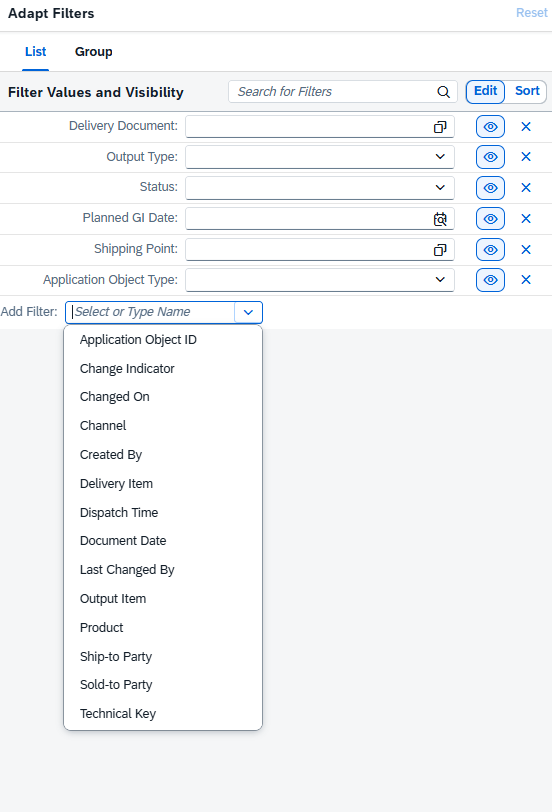 Adapt Filters Reset
List Group
Filter Values and Visibility Search for Filters Edit Sort
Delivery Document:
Output Type:
Status:
Planned GI Date:
Shipping Point:
Application Object Type:
Add Filter: Select or Type Name
Application Object ID
Change Indicator
Changed On
Channel
Created By
Delivery Item
Dispatch Time
Document Date
Last Changed By
Output Item
Product
Ship-to Party
Sold-to Party
Technical Key